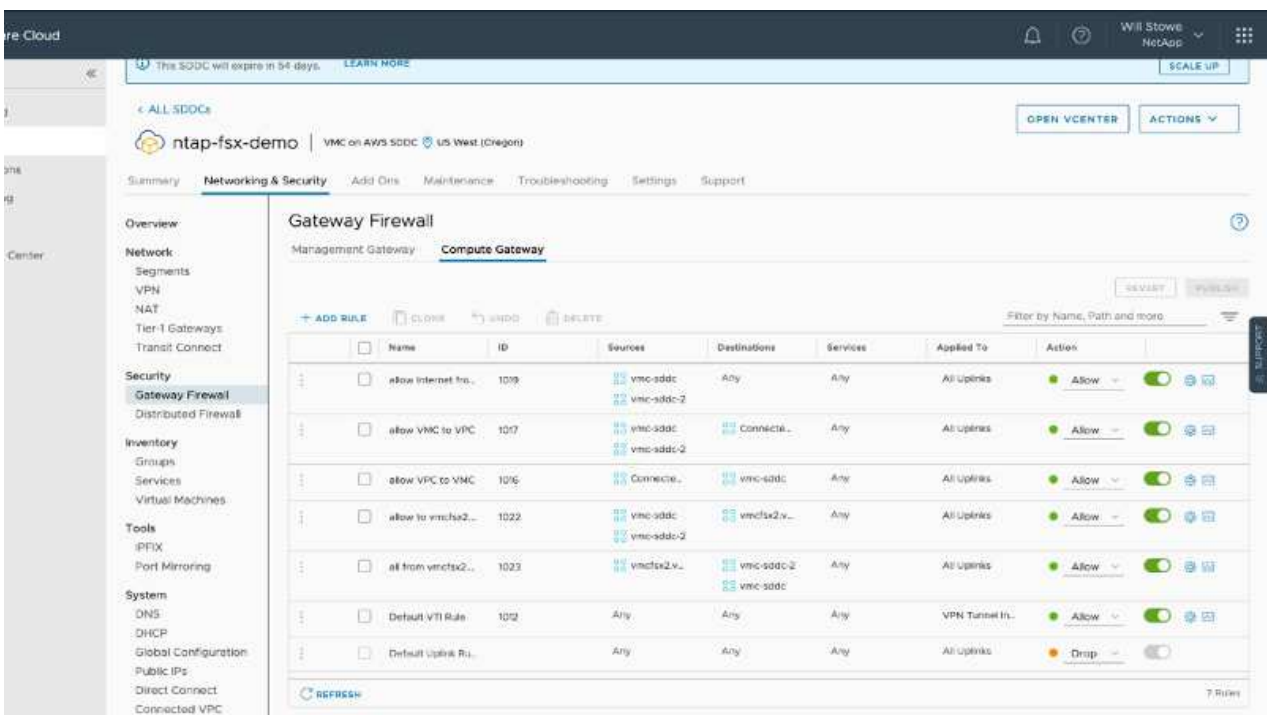 re Cloud
Will Stowe
NetApp
This SDDC will expire in 54 days. LEARN MORE
SCALE UP
< ALL SDDCs
OPEN VCENTER
ACTIONS
ntap-fsx-demo | VMC on AWS SDDC US West (Oregon)
Summary Networking & Security Add Ons Maintenance Troubleshooting Settings Support
ons
Center
Overview
Network
Segments
VPN
NAT
Tier-1 Gateways
Transit Connect
Security
Gateway Firewall
Distributed Firewall
Inventory
Groups
Services
Virtual Machines
Tools
IPFIX
Port Mirroring
System
DNS
DHCP
Global Configuration
Public IPs
Direct Connect
Connected VPC
Gateway Firewall
Management Gateway Compute Gateway
REVERT PUBLISH
+ ADD RULE CLONE UNDO DELETE Filter by Name, Path and more
Name ID Sources Destinations Services Applied To Action
allow internet fro... 1019 vmc-sddc Any Any All Uplinks Allow
vmc-sddc-2
allow VMC to VPC 1017 vmc-sddc Connecte... Any All Uplinks Allow
vmc-sddc-2
allow VPC to VMC 1016 Connecte... vmc-sddc Any All Uplinks Allow
allow to vmcfsx2... 1022 vmc-sddc vmcfsx2.v... Any All Uplinks Allow
vmc-sddc-2
all from vmcfsx2... 1023 vmcfsx2.v... vmc-sddc-2 Any All Uplinks Allow
vmc-sddc
Default VTI Rule 1012 Any Any Any VPN Tunnel In... Allow
Default Uplink Ru... Any Any Any All Uplinks Drop
REFRESH 7 Rules
SUPPORT